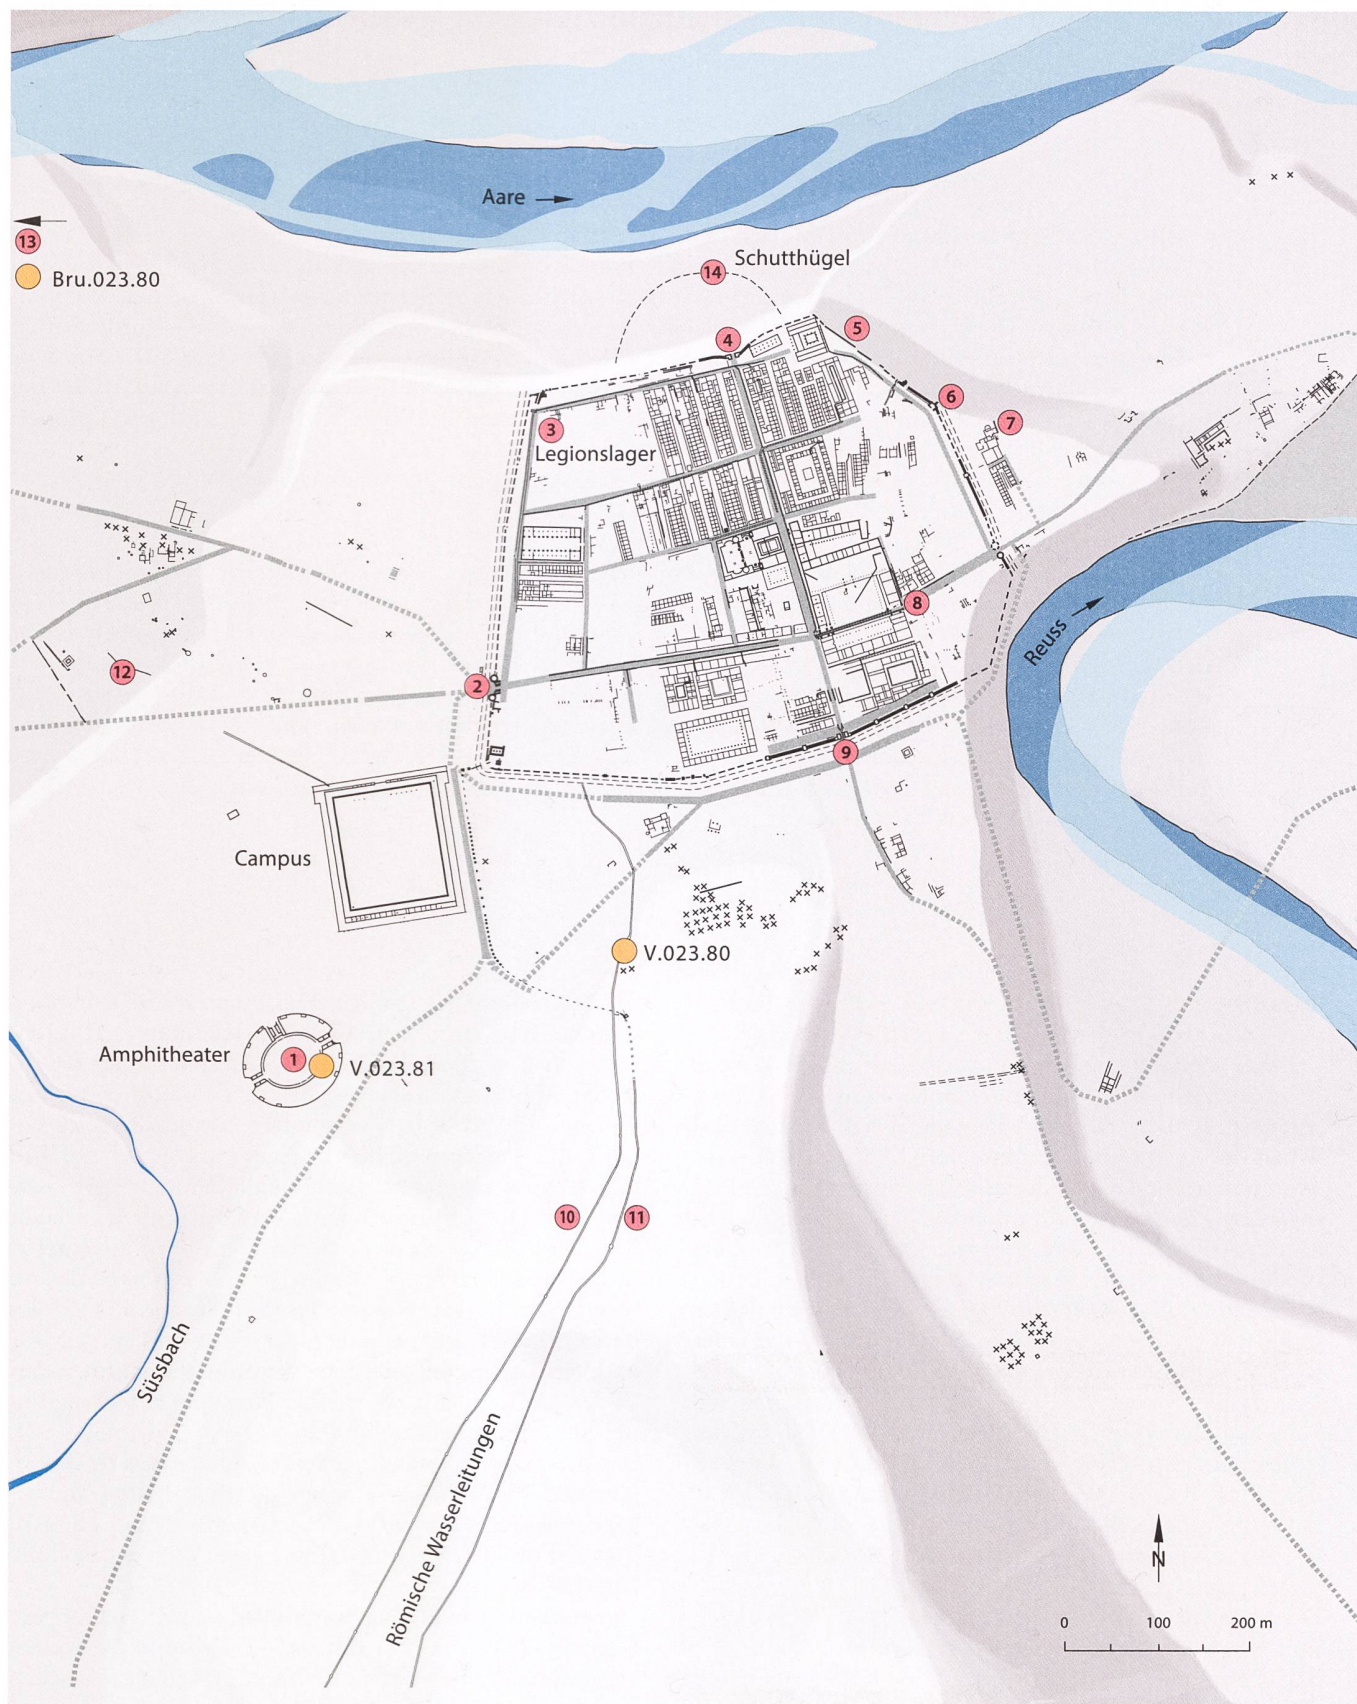 Aare
13
Bru.023.80
14
Schutthügel
4
5
6
3
7
Legionslager
8
Reuss
12
2
9
Campus
V.023.80
Amphitheater
1
V.023.81
10
11
Süssbach
Römische Wasserleitungen
N
0 100 200 m